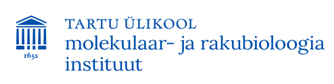 TARTU ÜLIKOOL
molekulaar- ja rakubioloogia
instituut
1632